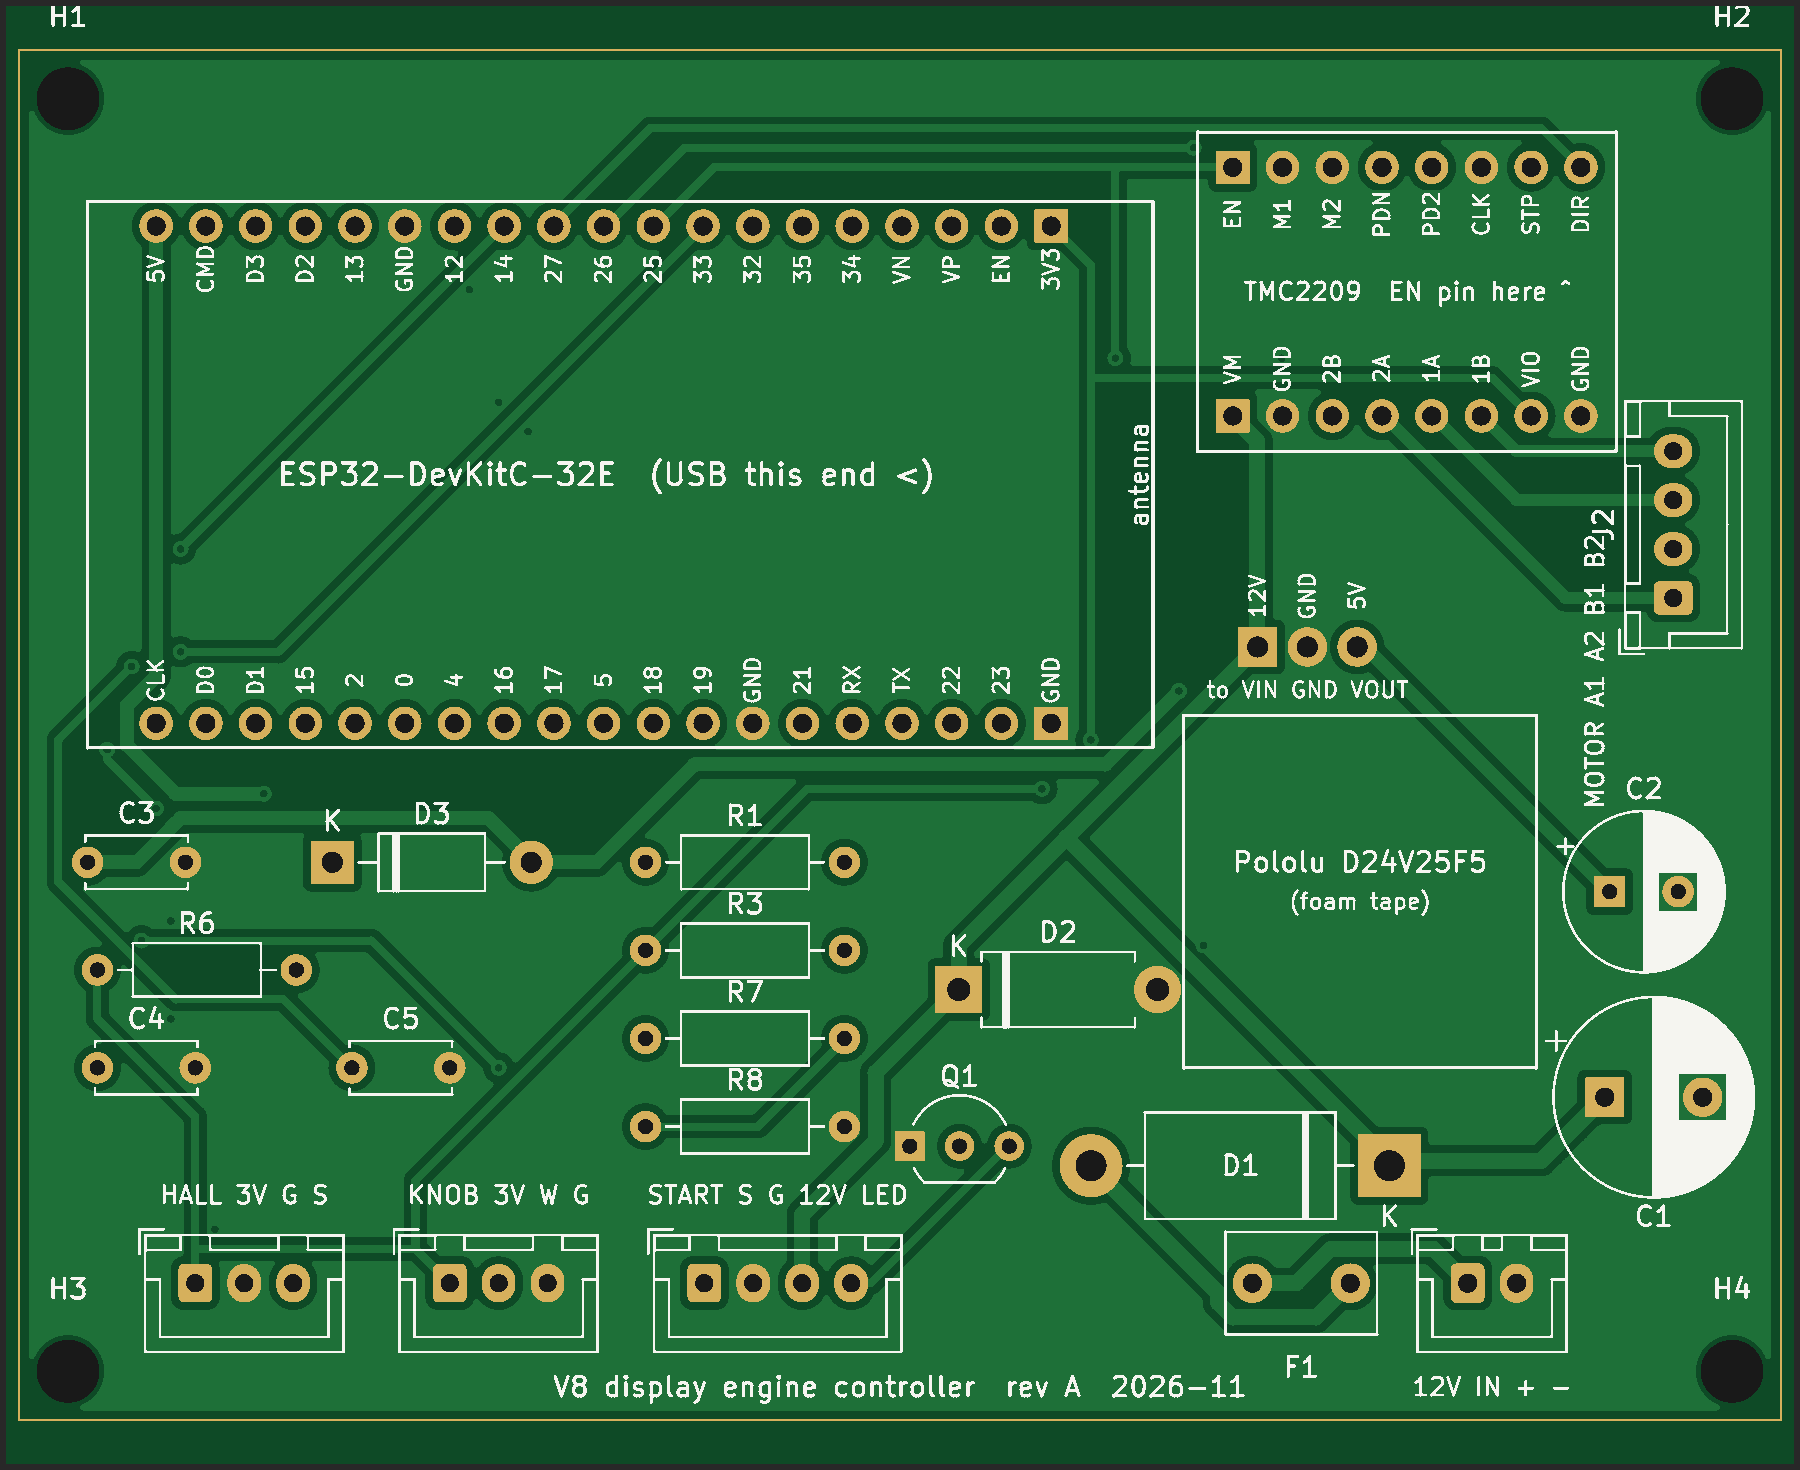 H1
H2
5V CMD D3 D2 13 GND 12 14 27 26 25 33 32 35 34 VN VP EN 3V3
EN M1 M2 PDN PD2 CLK STP DIR
TMC2209 EN pin here ^
VM GND 2B 2A 1A 1B VIO GND
ESP32-DevKitC-32E (USB this end <)
antenna
J2
MOTOR A1 A2 B1 B2
12V GND 5V
to VIN GND VOUT
CLK D0 D1 15 2 0 4 16 17 5 18 19 GND 21 RX TX 22 23 GND
C3
K
D3
R1
C2
+
Pololu D24V25F5
(foam tape)
R6
R3
K
D2
C4
C5
R7
+
R8
Q1
D1
K
C1
HALL 3V G S
KNOB 3V W G
START S G 12V LED
H3
H4
F1
V8 display engine controller rev A 2026-11
12V IN + -